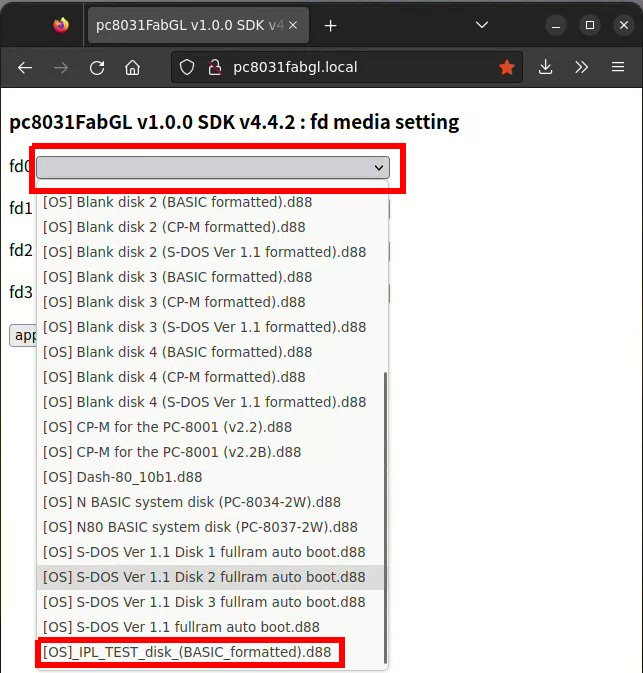 pc8031FabGL v1.0.0 SDK v4
pc8031fabgl.local
pc8031FabGL v1.0.0 SDK v4.4.2 : fd media setting
fd0
[OS] Blank disk 2 (BASIC formatted).d88
fd1
[OS] Blank disk 2 (CP-M formatted).d88
fd2
[OS] Blank disk 2 (S-DOS Ver 1.1 formatted).d88
[OS] Blank disk 3 (BASIC formatted).d88
fd3
[OS] Blank disk 3 (CP-M formatted).d88
[OS] Blank disk 3 (S-DOS Ver 1.1 formatted).d88
app
[OS] Blank disk 4 (BASIC formatted).d88
[OS] Blank disk 4 (CP-M formatted).d88
[OS] Blank disk 4 (S-DOS Ver 1.1 formatted).d88
[OS] CP-M for the PC-8001 (v2.2).d88
[OS] CP-M for the PC-8001 (v2.2B).d88
[OS] Dash-80_10b1.d88
[OS] N BASIC system disk (PC-8034-2W).d88
[OS] N80 BASIC system disk (PC-8037-2W).d88
[OS] S-DOS Ver 1.1 Disk 1 fullram auto boot.d88
[OS] S-DOS Ver 1.1 Disk 2 fullram auto boot.d88
[OS] S-DOS Ver 1.1 Disk 3 fullram auto boot.d88
[OS] S-DOS Ver 1.1 fullram auto boot.d88
[OS]_IPL_TEST_disk_(BASIC_formatted).d88